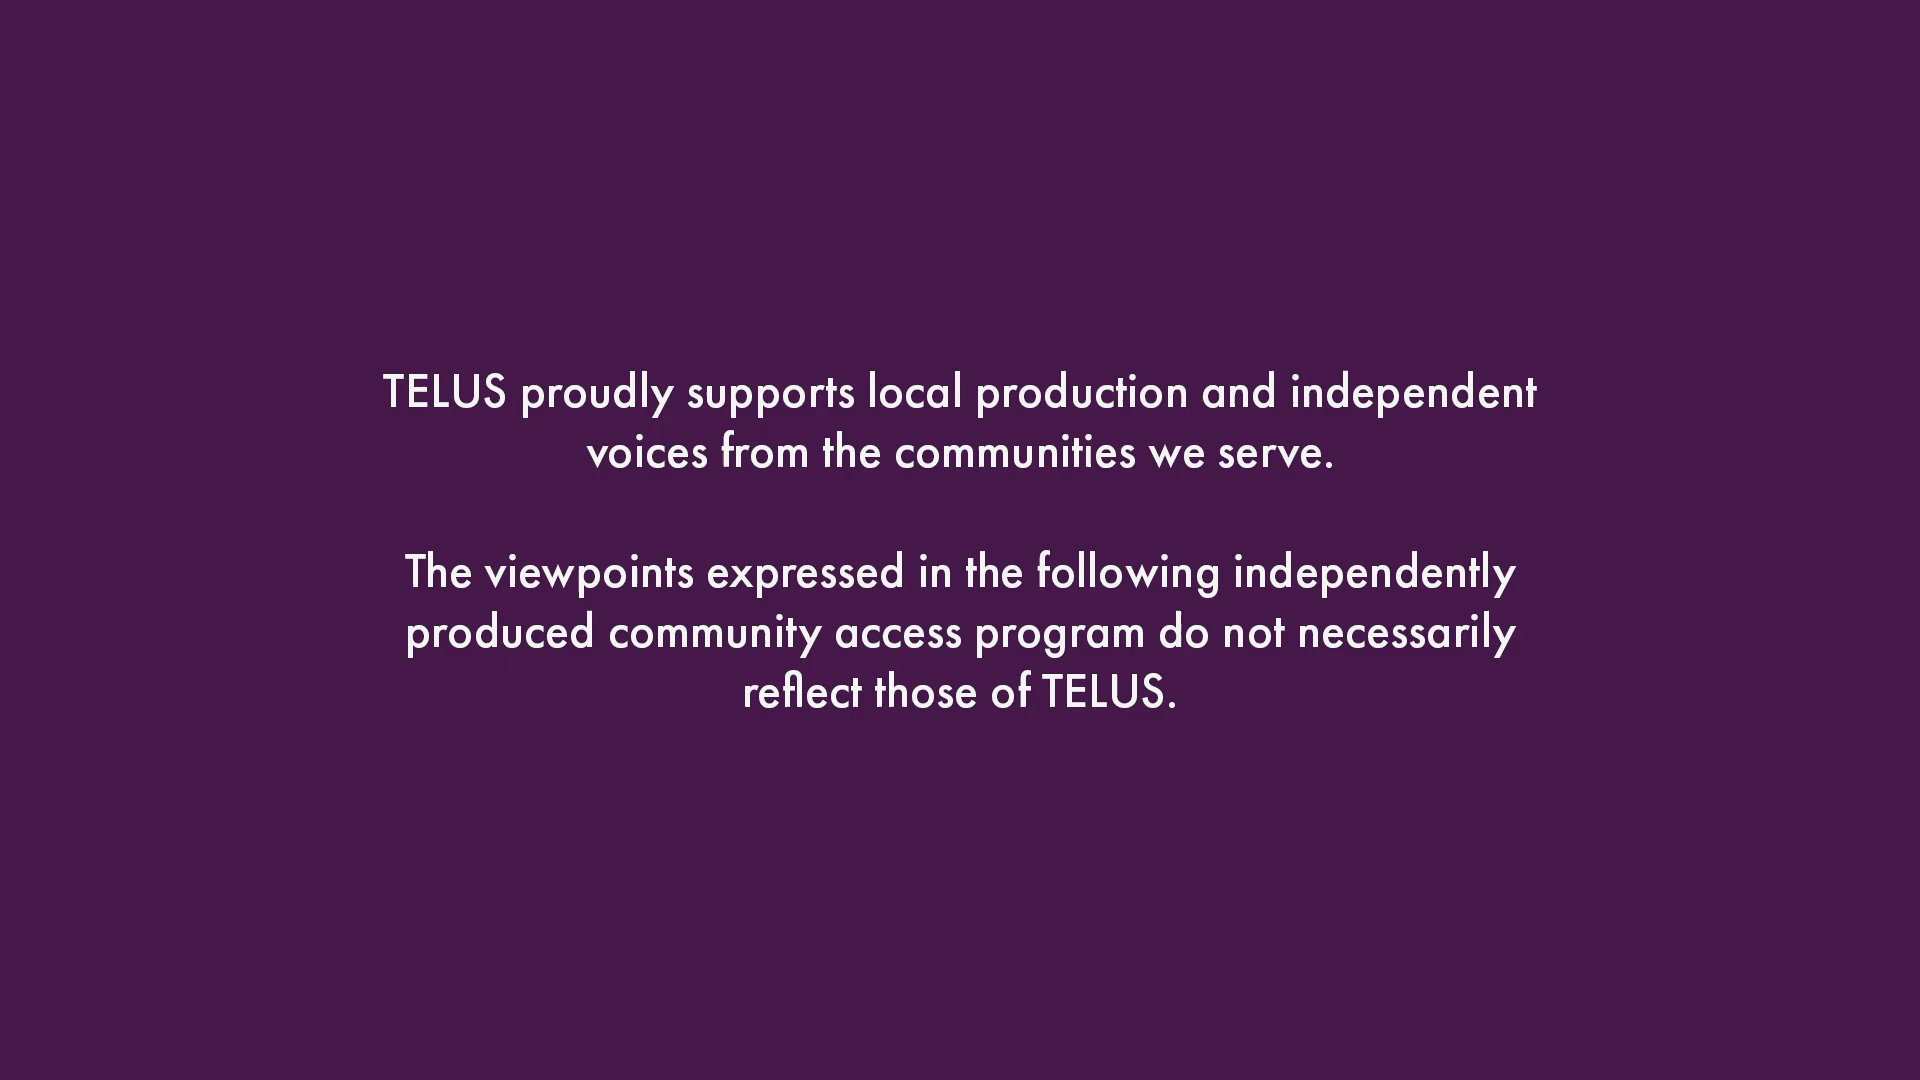 TELUS proudly supports local production and independent
voices from the communities we serve.
The viewpoints expressed in the following independently
produced community access program do not necessarily
reflect those of TELUS.